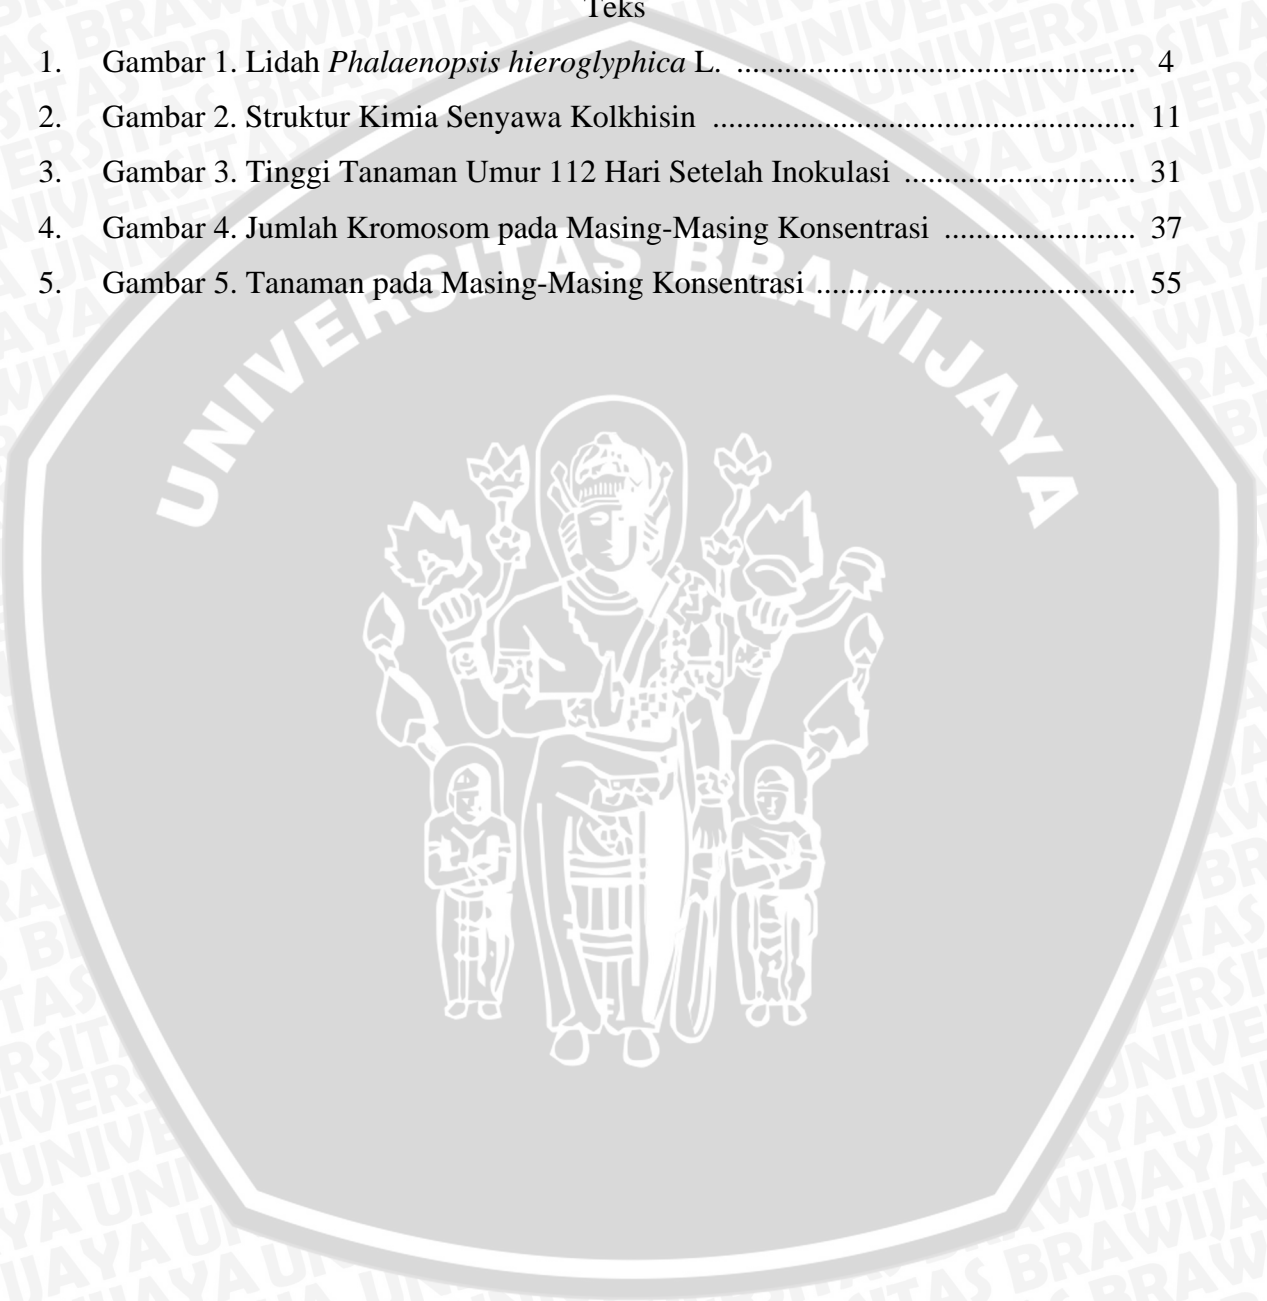 Teks
1. Gambar 1. Lidah Phalaenopsis hieroglyphica L. .................................................. 4
2. Gambar 2. Struktur Kimia Senyawa Kolkhisin ..................................................... 11
3. Gambar 3. Tinggi Tanaman Umur 112 Hari Setelah Inokulasi ............................. 31
4. Gambar 4. Jumlah Kromosom pada Masing-Masing Konsentrasi ........................ 37
5. Gambar 5. Tanaman pada Masing-Masing Konsentrasi ........................................ 55
UNIVERSITAS BRAWIJAYA